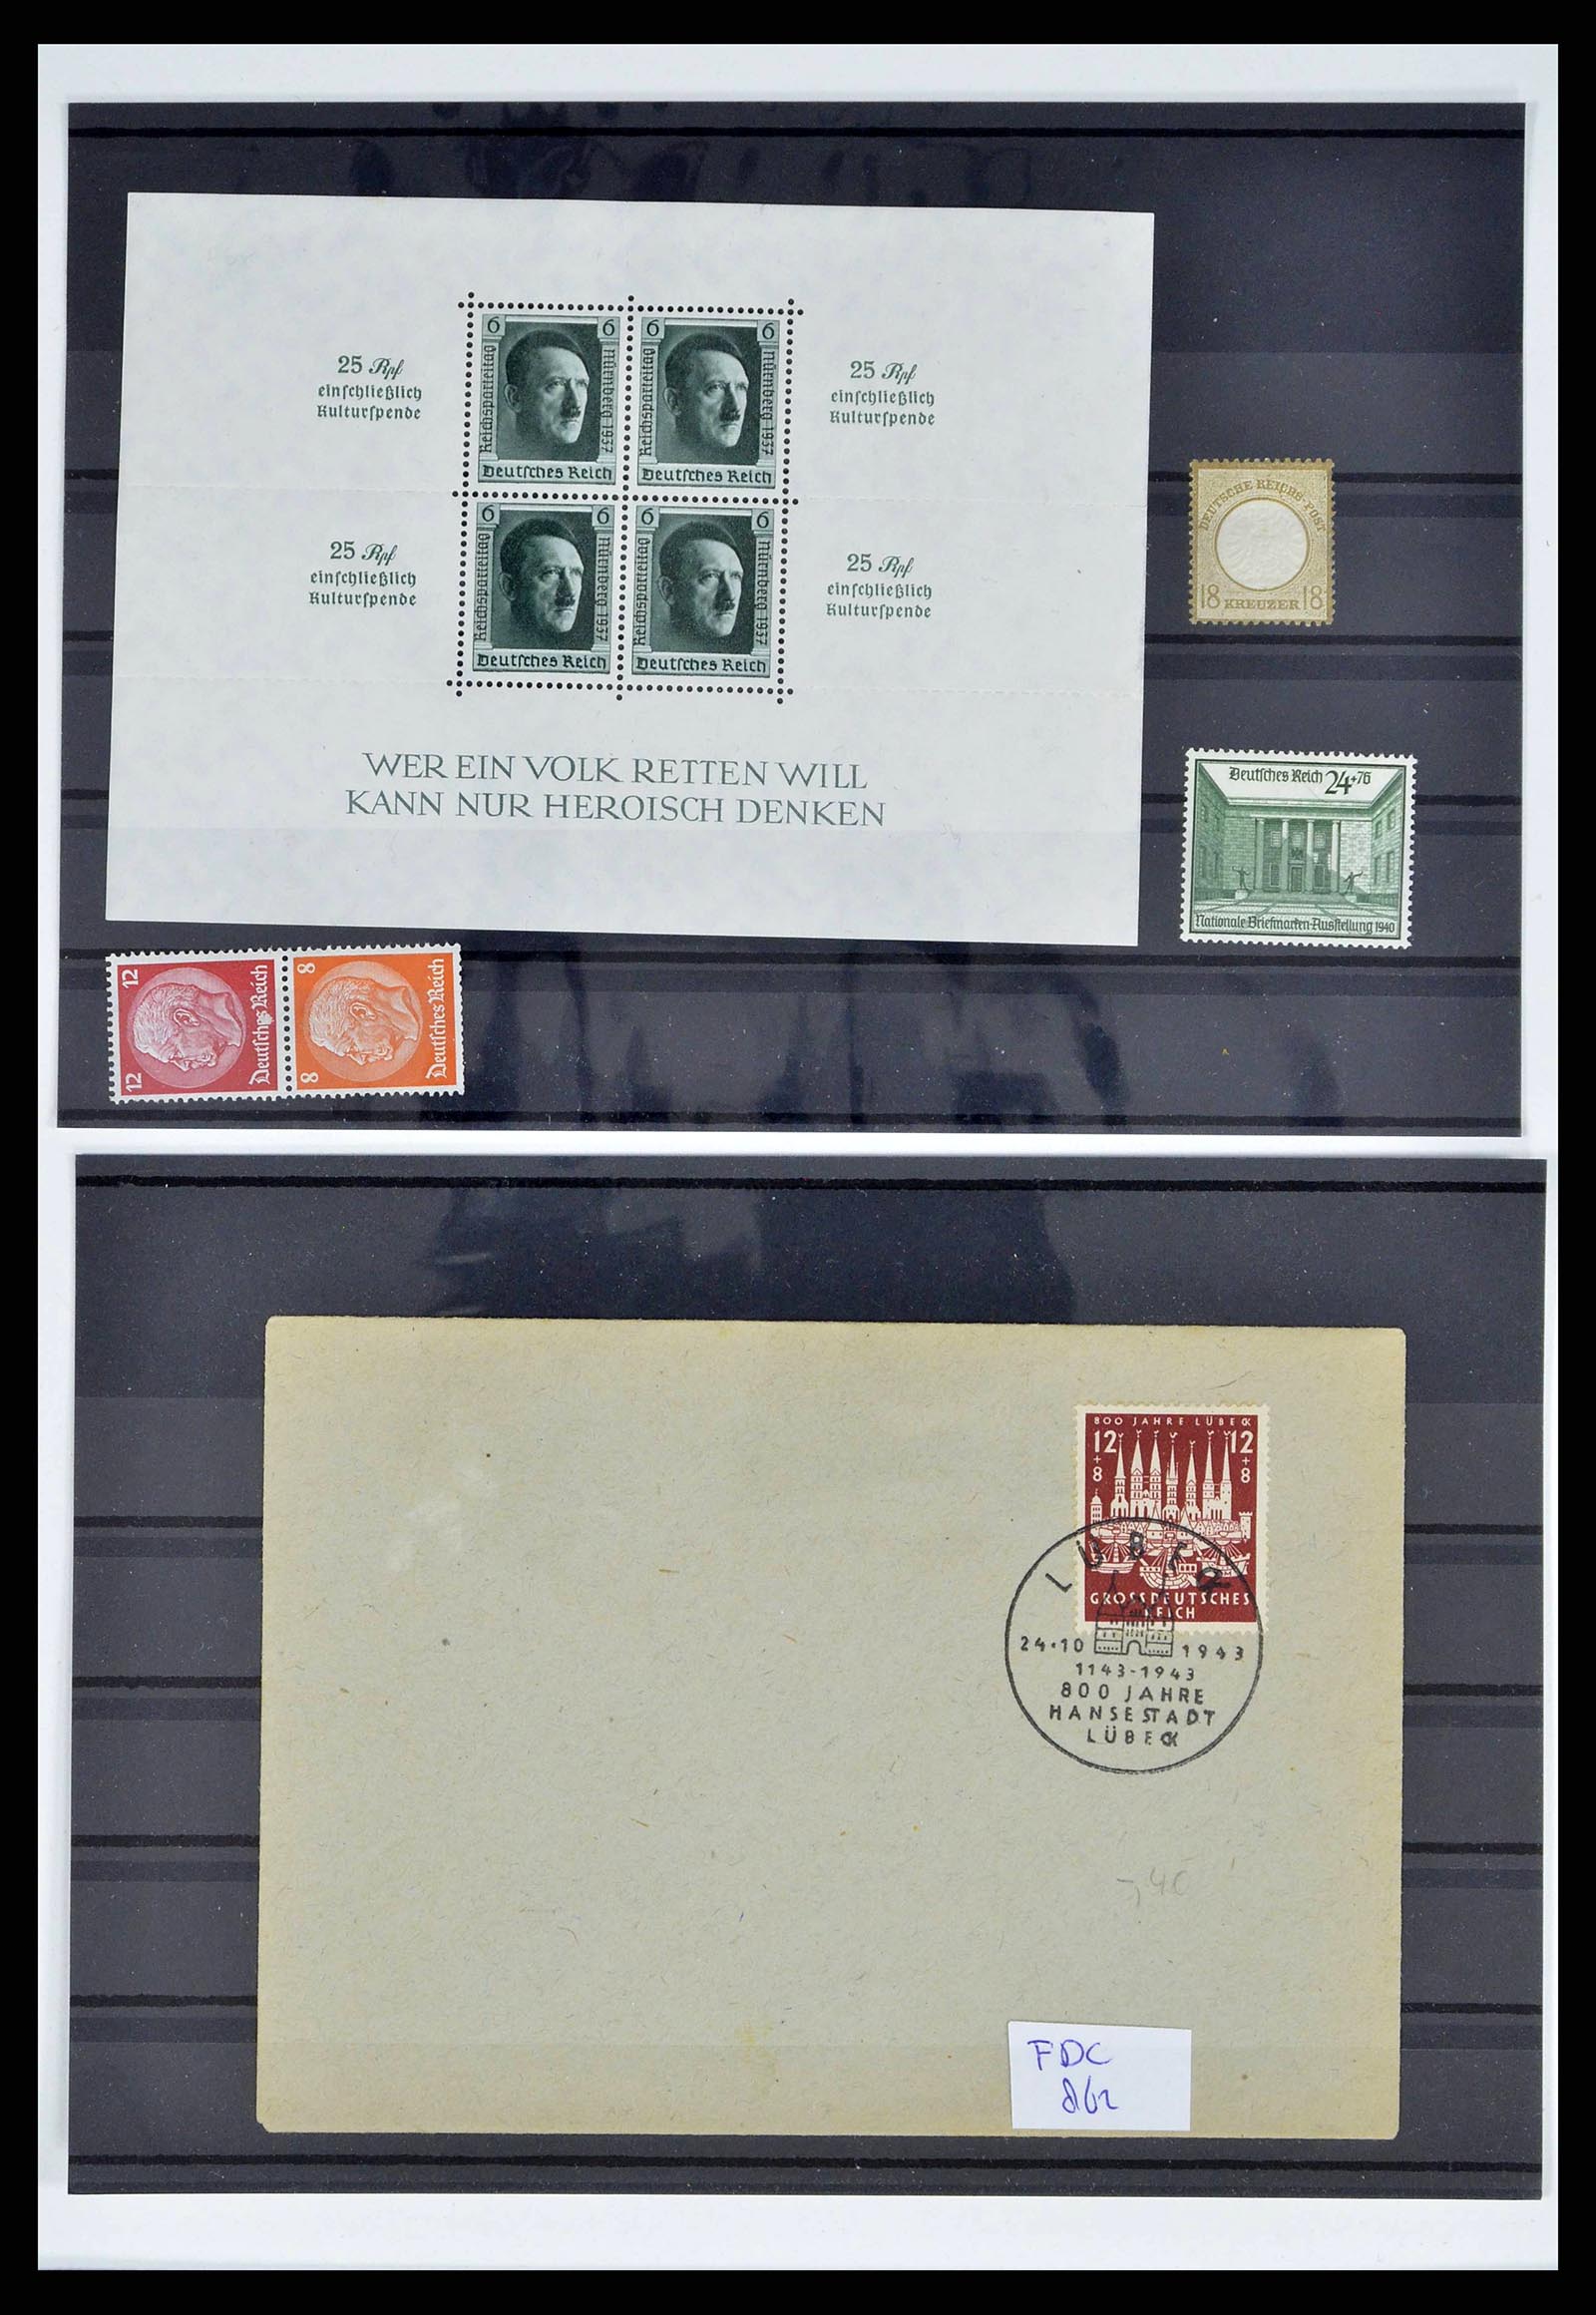 25 Rpf
einschließlich
Kulturspende
6 6
Reichsparteitag
Nürnberg 1937
Deutsches Reich
6 6
Reichsparteitag
Nürnberg 1937
Deutsches Reich
25 Rpf
einschließlich
Kulturspende
25 Rpf
einschließlich
Kulturspende
6 6
Reichsparteitag
Nürnberg 1937
Deutsches Reich
6 6
Reichsparteitag
Nürnberg 1937
Deutsches Reich
25 Rpf
einschließlich
Kulturspende
WER EIN VOLK RETTEN WILL
KANN NUR HEROISCH DENKEN
DEUTSCHE REICHS-POST
18 KREUZER 18
Deutsches Reich 24+76
Nationale Briefmarken-Ausstellung 1940
12 12
Deutsches Reich
8 8
Deutsches Reich
800 JAHRE LÜBECK
12 12
+ +
8 8
GROSSDEUTSCHES
REICH
LÜBECK
24·10 1943
1143-1943
800 JAHRE
HANSESTADT
LÜBECK
FDC
862